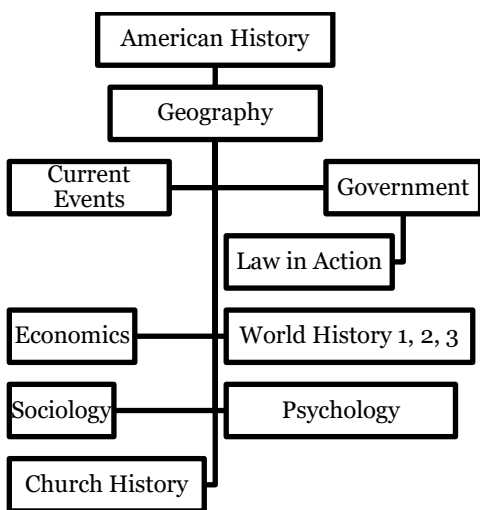 American History
Geography
Current
Events
Government
Law in Action
Economics
World History 1, 2, 3
Sociology
Psychology
Church History